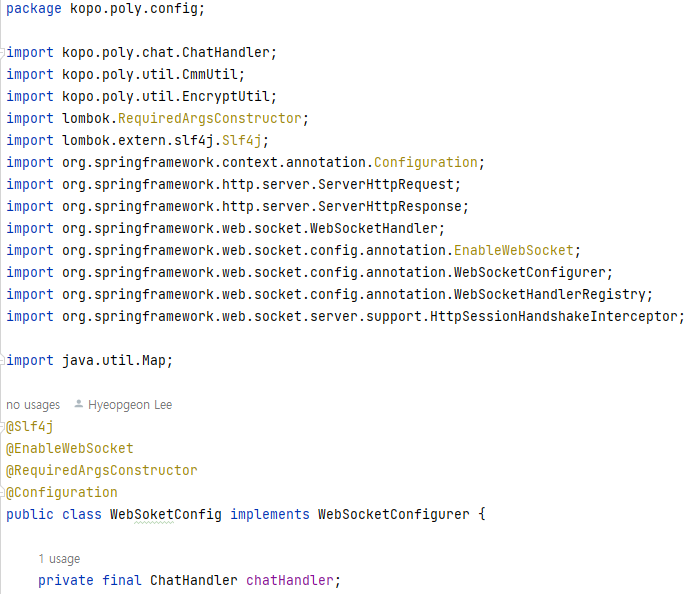 package kopo.poly.config;
import kopo.poly.chat.ChatHandler;
import kopo.poly.util.CmmUtil;
import kopo.poly.util.EncryptUtil;
import lombok.RequiredArgsConstructor;
import lombok.extern.slf4j.Slf4j;
import org.springframework.context.annotation.Configuration;
import org.springframework.http.server.ServerHttpRequest;
import org.springframework.http.server.ServerHttpResponse;
import org.springframework.web.socket.WebSocketHandler;
import org.springframework.web.socket.config.annotation.EnableWebSocket;
import org.springframework.web.socket.config.annotation.WebSocketConfigurer;
import org.springframework.web.socket.config.annotation.WebSocketHandlerRegistry;
import org.springframework.web.socket.server.support.HttpSessionHandshakeInterceptor;
import java.util.Map;
no usages Hyeopgeon Lee
@Slf4j
@EnableWebSocket
@RequiredArgsConstructor
@Configuration
public class WebSoketConfig implements WebSocketConfigurer {
1 usage
private final ChatHandler chatHandler;